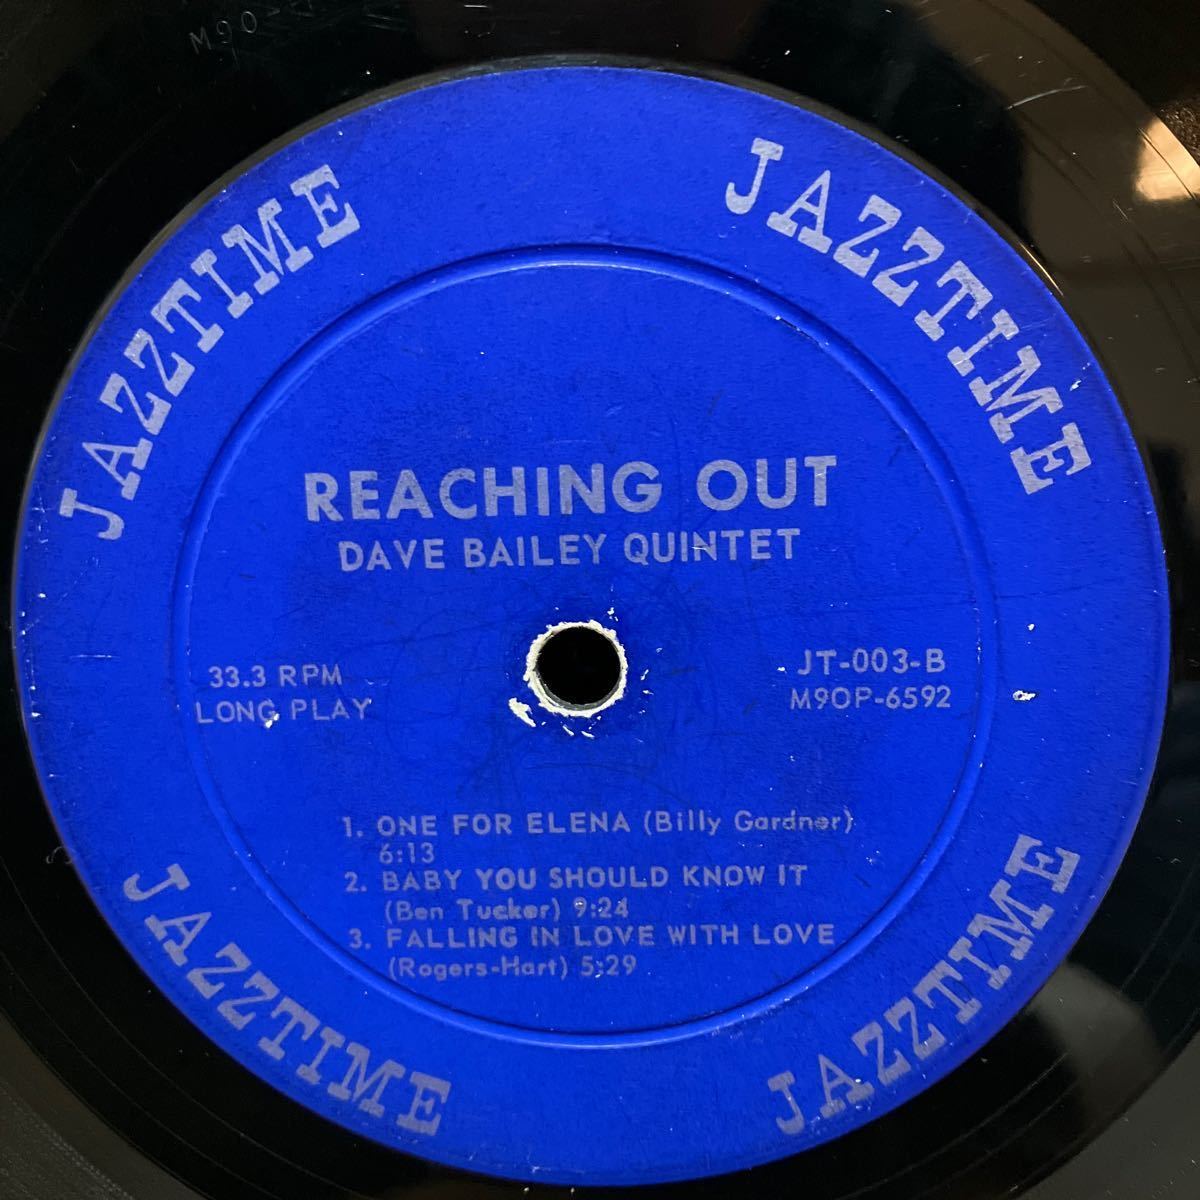 M90-
JAZZTIME
JAZZTIME
REACHING OUT
DAVE BAILEY QUINTET
33.3 RPM
LONG PLAY
JT-003-B
M9OP-6592
1. ONE FOR ELENA (Billy Gardner)
6:13
2. BABY YOU SHOULD KNOW IT
(Ben Tucker) 9:24
3. FALLING IN LOVE WITH LOVE
(Rogers-Hart) 5:29
JAZZTIME
JAZZTIME